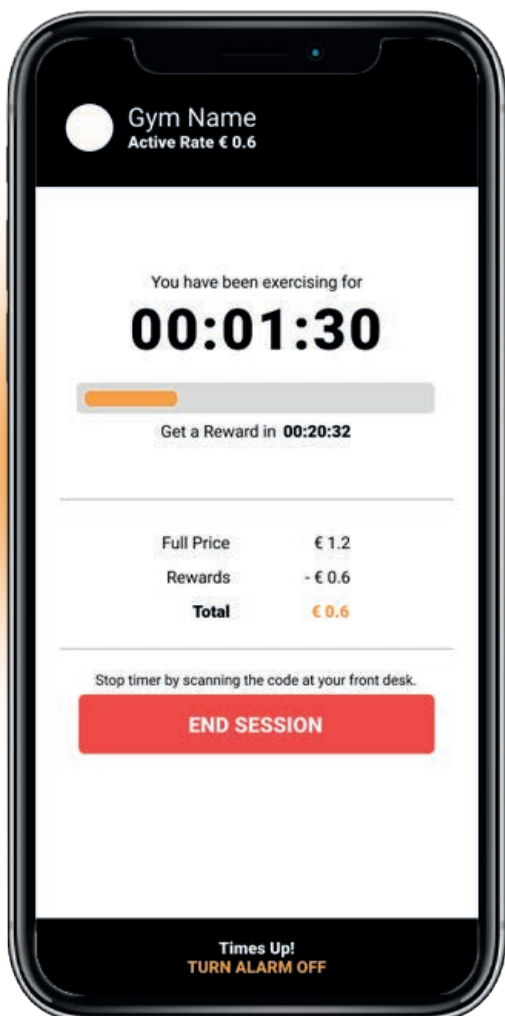 Gym Name
Active Rate € 0.6
You have been exercising for
00:01:30
Get a Reward in 00:20:32
Full Price € 1.2
Rewards - € 0.6
Total € 0.6
Stop timer by scanning the code at your front desk.
END SESSION
Times Up!
TURN ALARM OFF